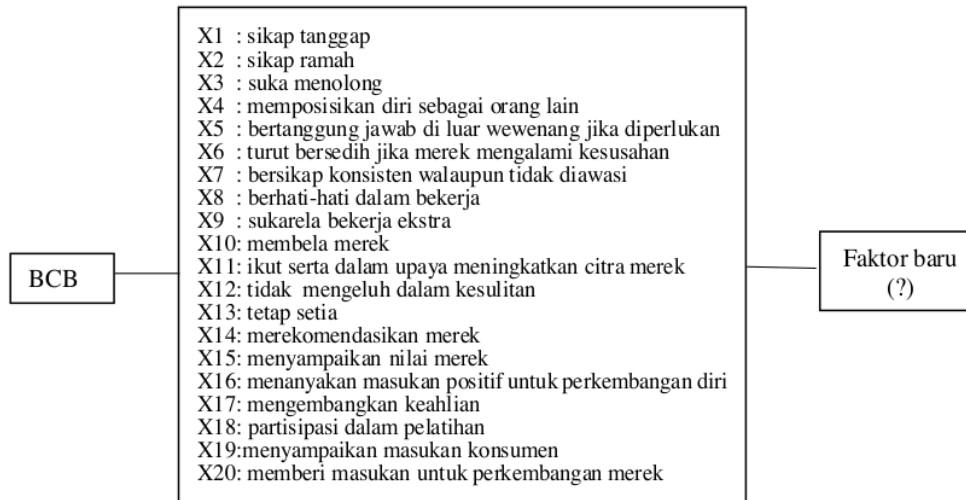 X1 : sikap tanggap
X2 : sikap ramah
X3 : suka menolong
X4 : memposisikan diri sebagai orang lain
X5 : bertanggung jawab di luar wewenang jika diperlukan
X6 : turut bersedih jika merek mengalami kesusahan
X7 : bersikap konsisten walaupun tidak diawasi
X8 : berhati-hati dalam bekerja
X9 : sukarela bekerja ekstra
X10: membela merek
X11: ikut serta dalam upaya meningkatkan citra merek
X12: tidak mengeluh dalam kesulitan
X13: tetap setia
X14: merekomendasikan merek
X15: menyampaikan nilai merek
X16: menanyakan masukan positif untuk perkembangan diri
X17: mengembangkan keahlian
X18: partisipasi dalam pelatihan
X19:menyampaikan masukan konsumen
X20: memberi masukan untuk perkembangan merek
BCB
Faktor baru
(?)